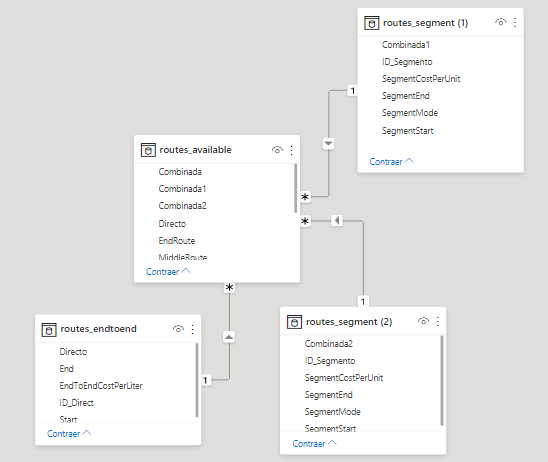 routes_segment (1)
Combinada1
ID_Segmento
SegmentCostPerUnit
SegmentEnd
SegmentMode
SegmentStart
Contraer
1
*
routes_available
Combinada
Combinada1
Combinada2
Directo
EndRoute
MiddleRoute
Contraer
*
*
1
1
routes_endtoend
Directo
End
EndToEndCostPerLiter
ID_Direct
Start
Contraer
routes_segment (2)
Combinada2
ID_Segmento
SegmentCostPerUnit
SegmentEnd
SegmentMode
SegmentStart
Contraer